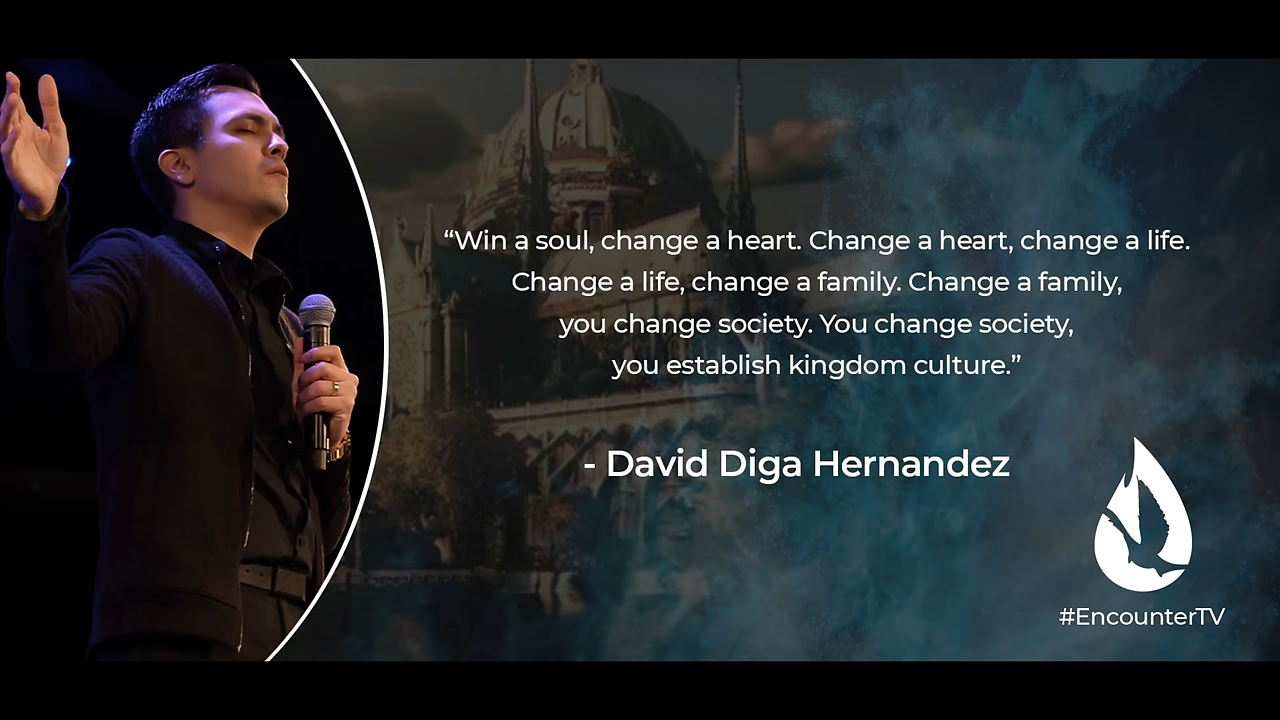 “Win a soul, change a heart. Change a heart, change a life.
Change a life, change a family. Change a family,
you change society. You change society,
you establish kingdom culture.”
- David Diga Hernandez
#EncounterTV